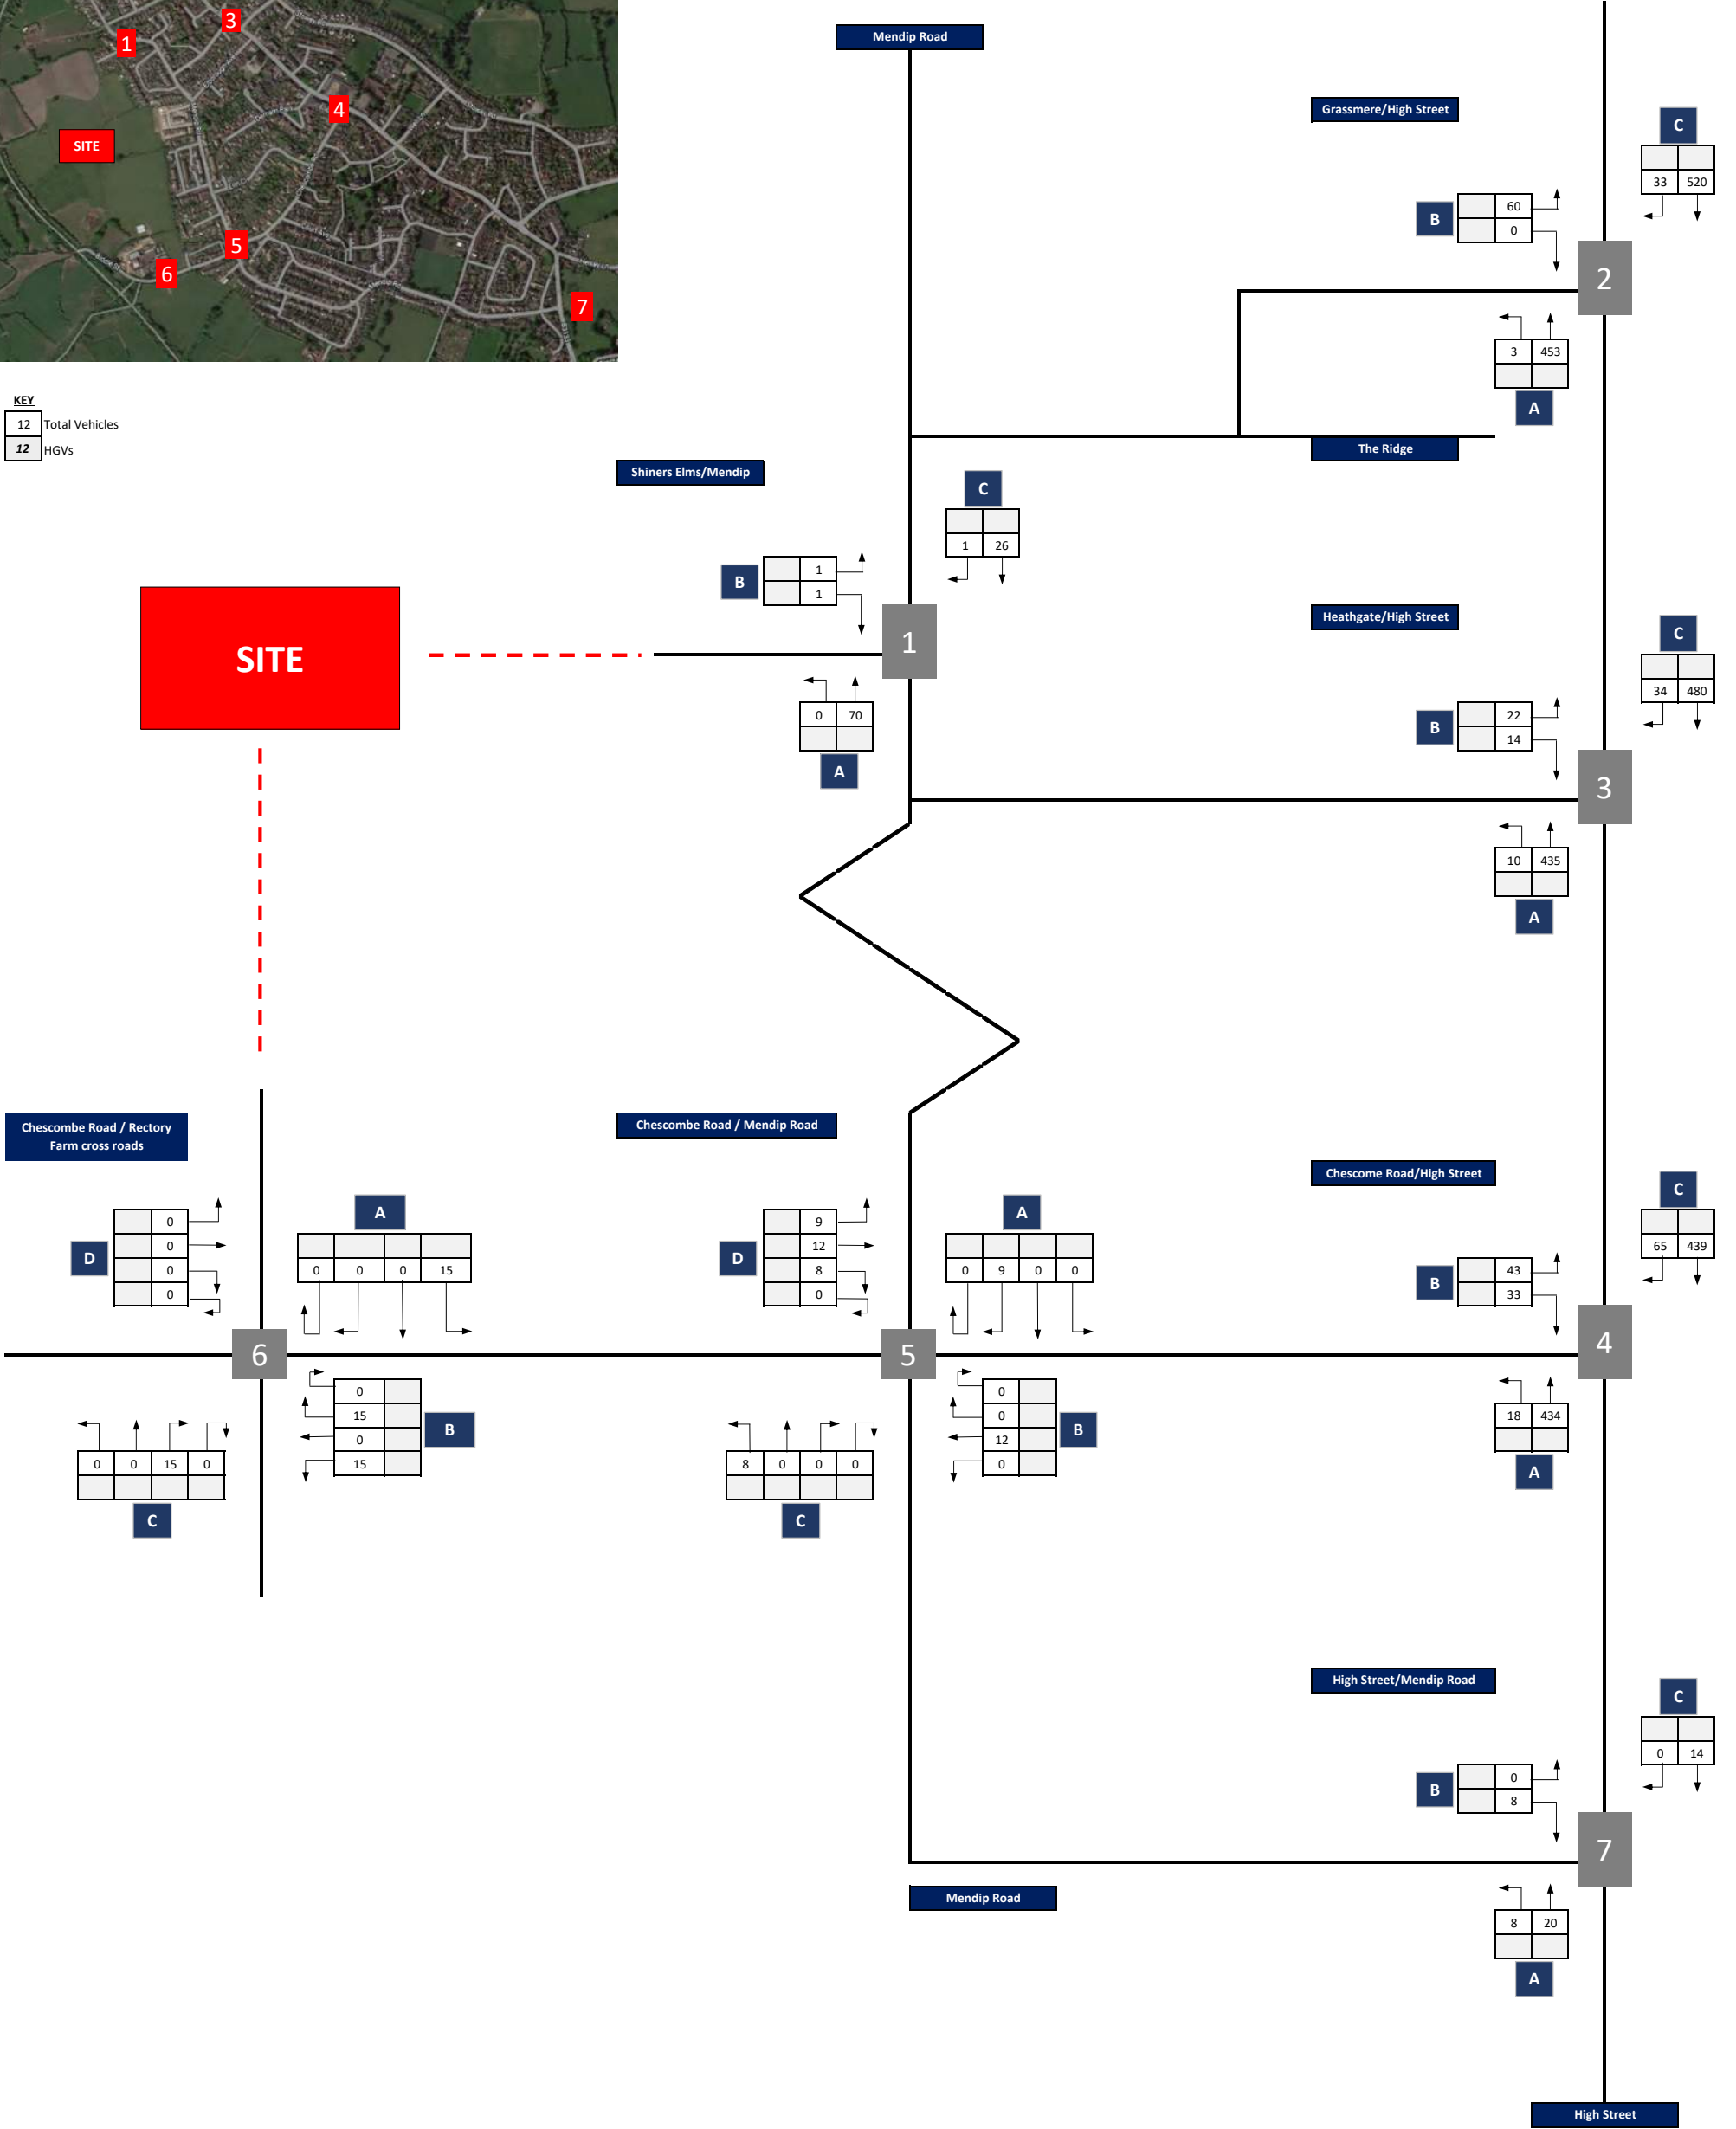 1
3
4
SITE
5
6
7
KEY
12 Total Vehicles
12 HGVs
Mendip Road
Grassmere/High Street
C
33 520
B
60
0
2
3 453
A
The Ridge
Shiners Elms/Mendip
C
1 26
B
1
1
1
0 70
A
SITE
Heathgate/High Street
C
34 480
B
22
14
3
10 435
A
Chescombe Road / Rectory
Farm cross roads
A
0 0 0 15
D
0
0
0
0
6
0
15
0
15
B
0 0 15 0
C
Chescombe Road / Mendip Road
A
0 9 0 0
D
9
12
8
0
5
0
0
12
0
B
8 0 0 0
C
Chescome Road/High Street
C
65 439
B
43
33
4
18 434
A
High Street/Mendip Road
C
0 14
B
0
8
7
Mendip Road
8 20
A
High Street